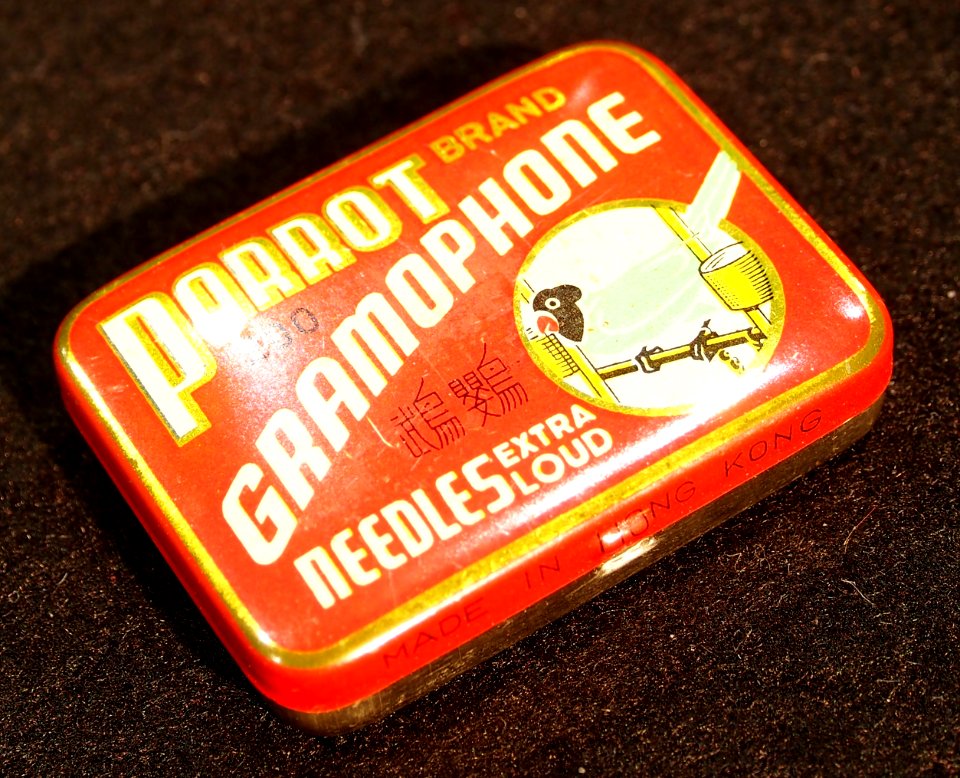 PARROT BRAND
GRAMOPHONE
鸚鵡
NEEDLES EXTRA
LOUD
MADE IN HONG KONG